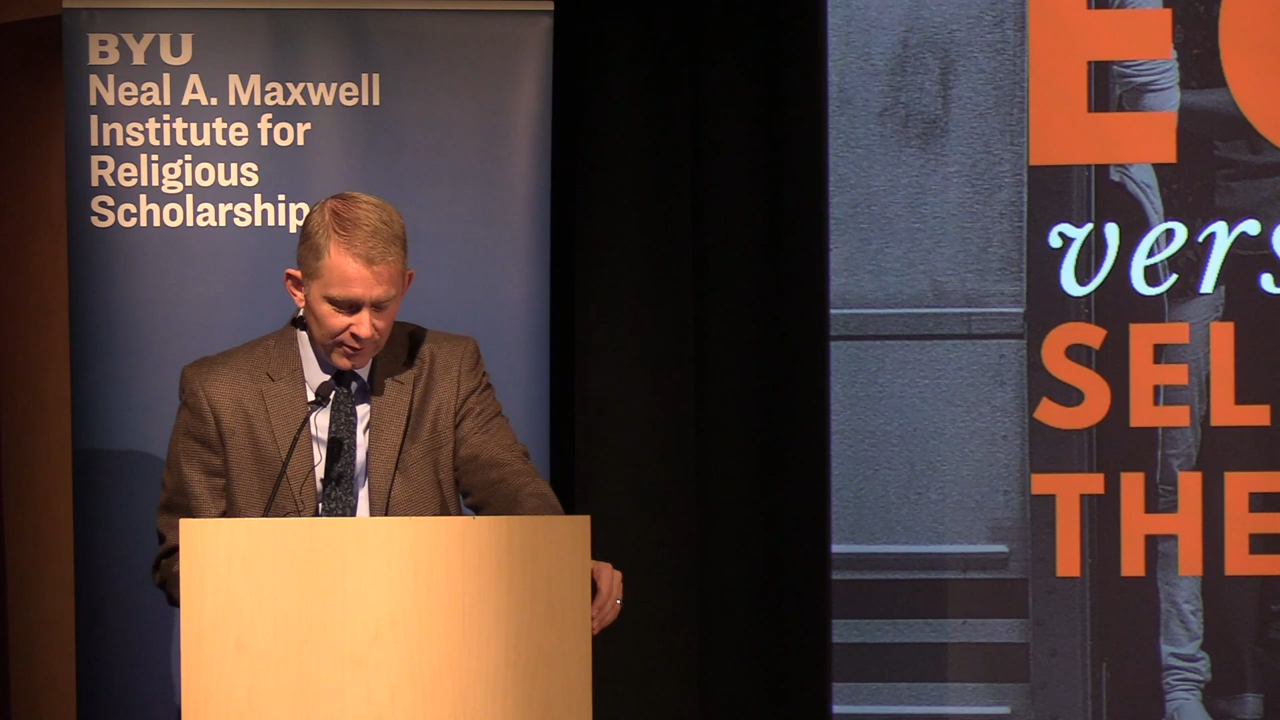 BYU
Neal A. Maxwell
Institute for
Religious
Scholarship
E
vers
SEL
THE